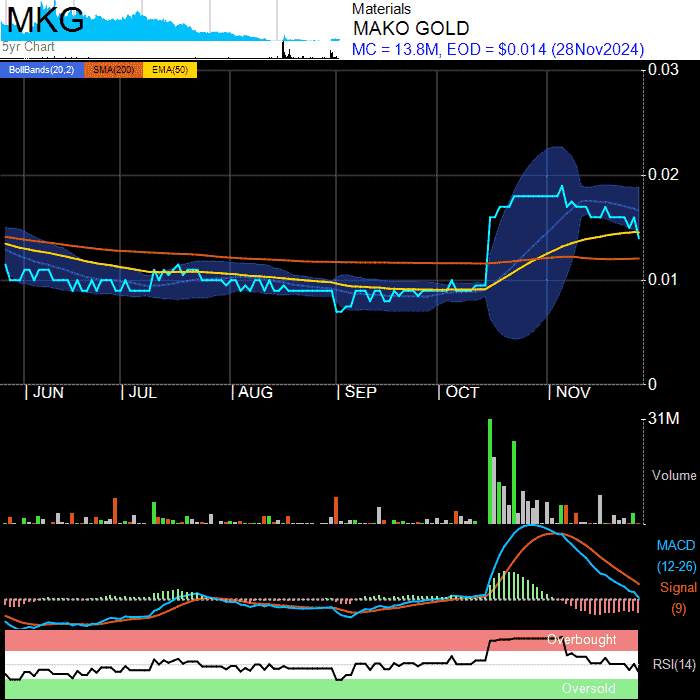 MKG
5yr Chart
Materials
MAKO GOLD
MC = 13.8M, EOD = $0.014 (28Nov2024)
BollBands(20,2) SMA(200) EMA(50)
0.03
0.02
0.01
0
JUN JUL AUG SEP OCT NOV
31M
Volume
MACD
(12-26)
Signal
(9)
Overbought
RSI(14)
Oversold